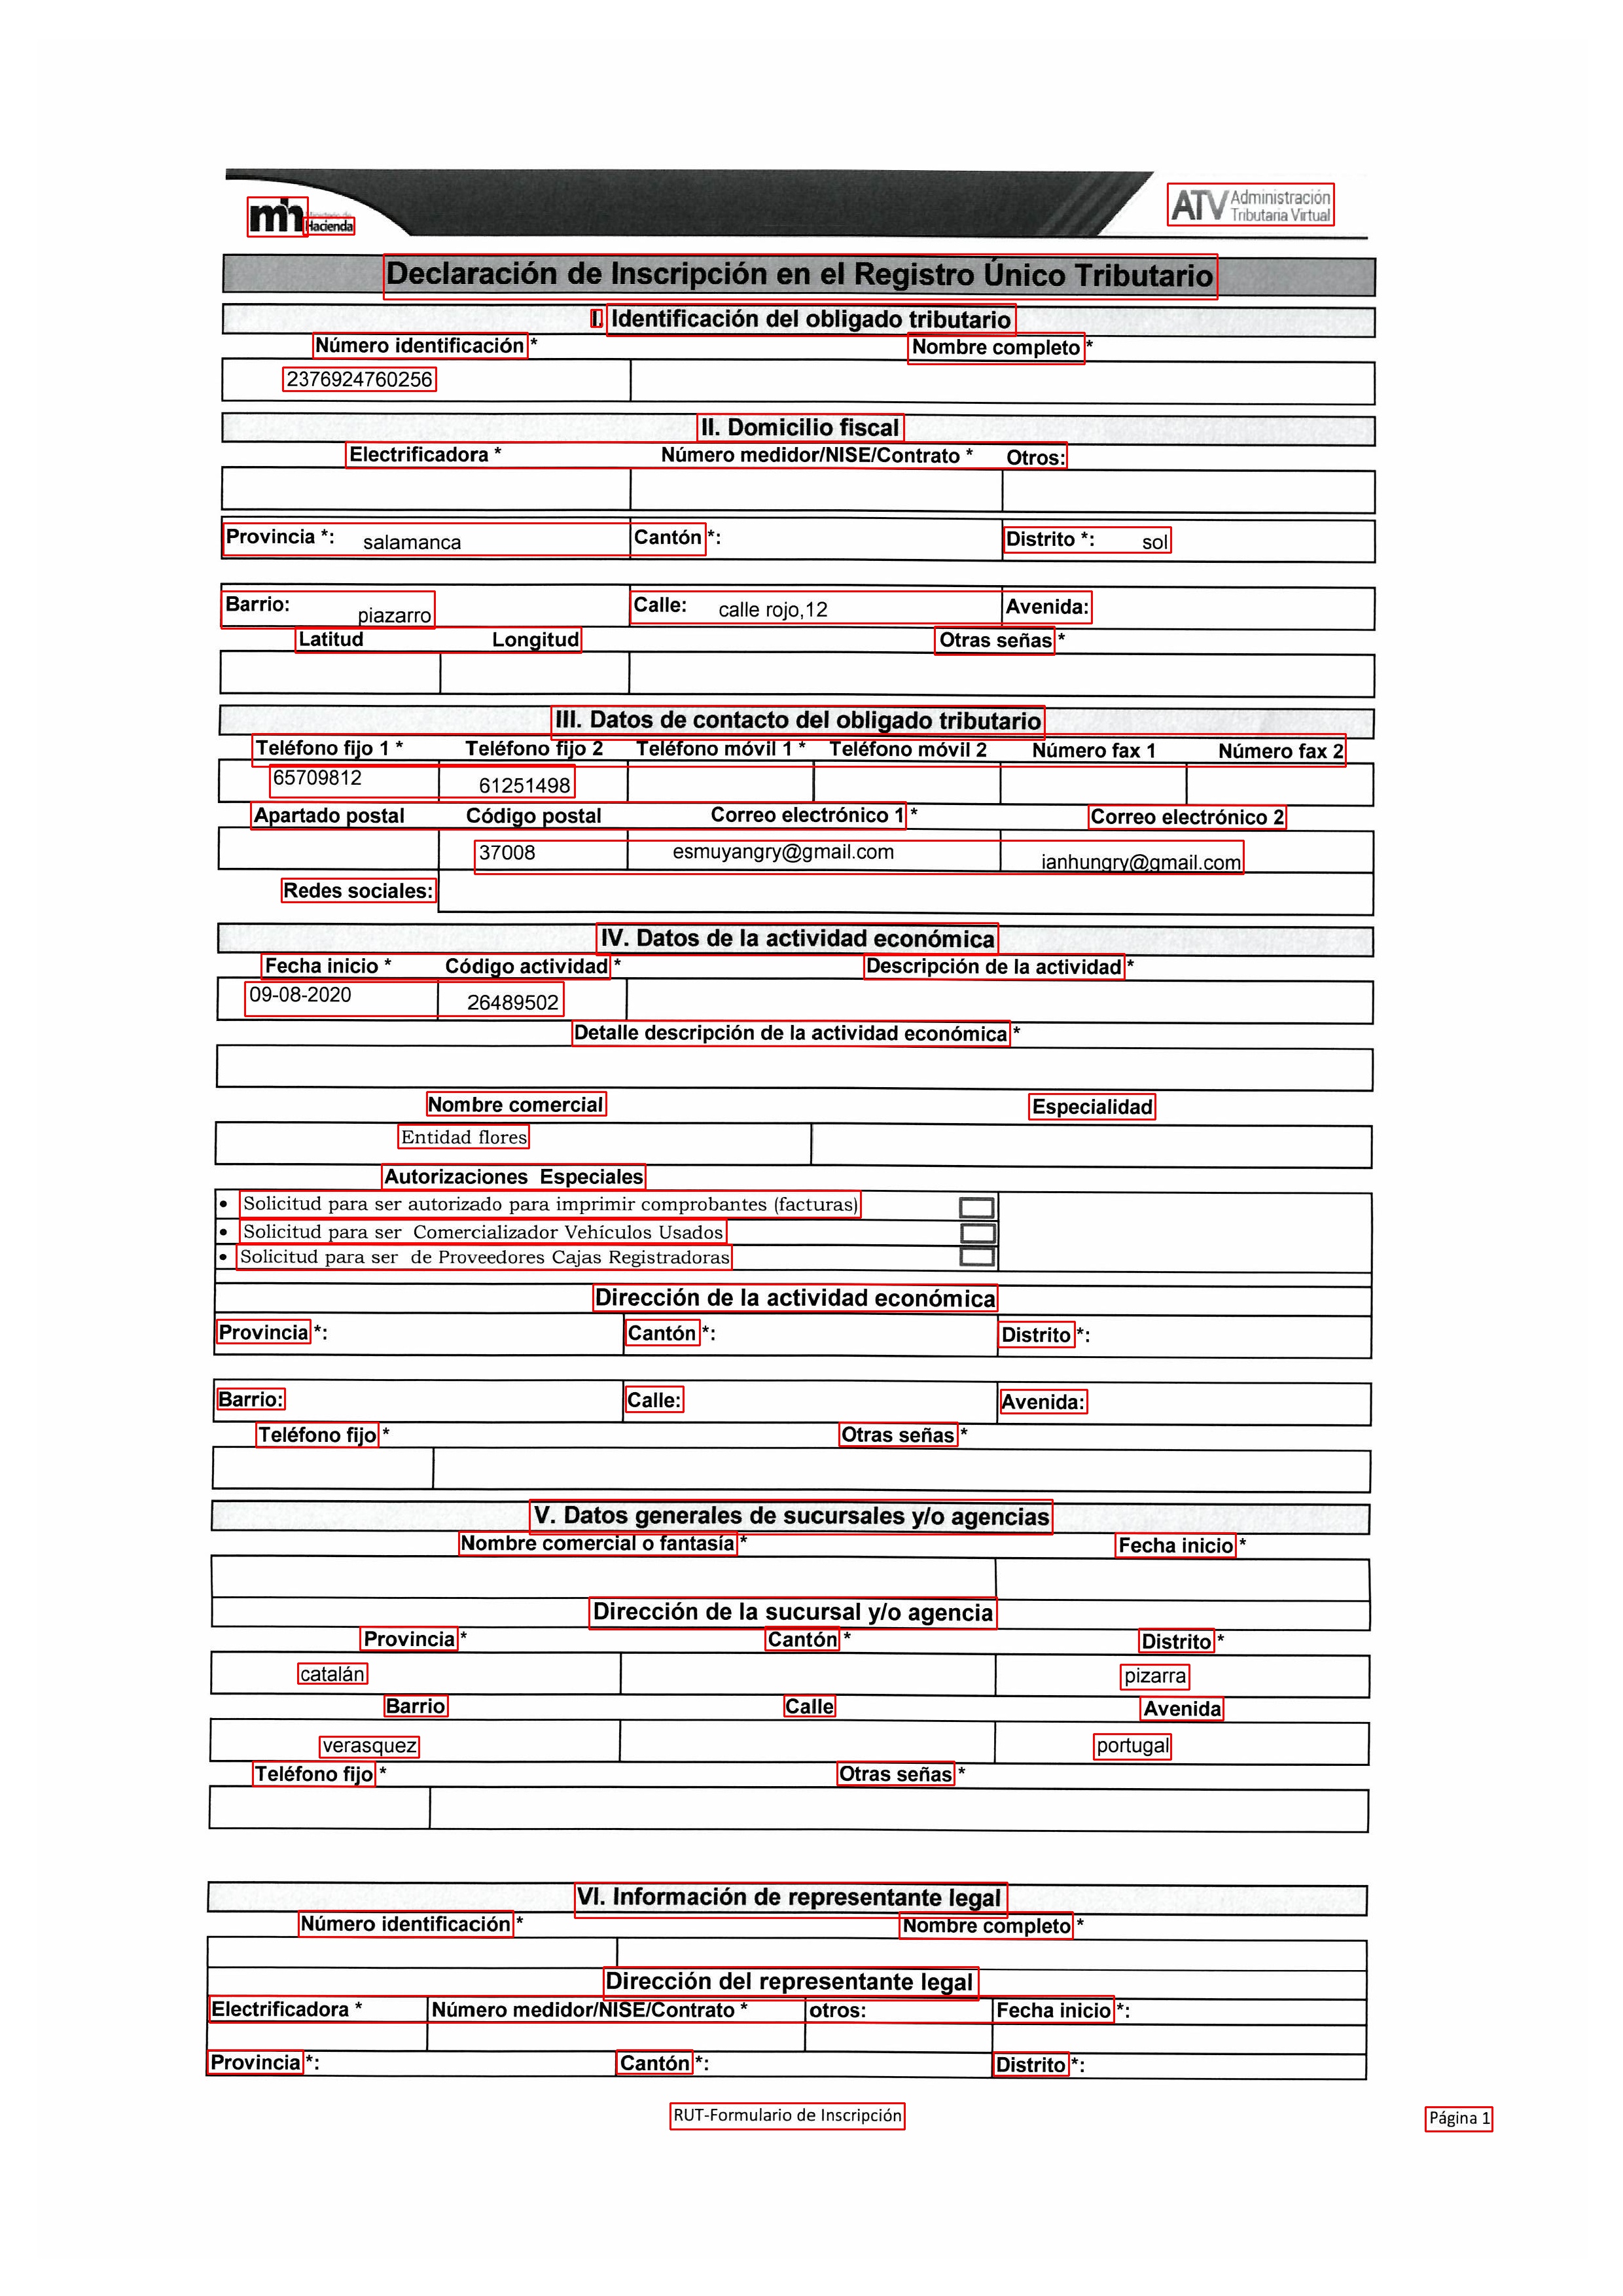 mh Ministerio de Hacienda
ATV Administración Tributaria Virtual
Declaración de Inscripción en el Registro Único Tributario
I. Identificación del obligado tributario
Número identificación * Nombre completo *
2376924760256
II. Domicilio fiscal
Electrificadora * Número medidor/NISE/Contrato * Otros:
Provincia *: salamanca Cantón *: Distrito *: sol
Barrio: piazarro Calle: calle rojo,12 Avenida:
Latitud Longitud Otras señas *
III. Datos de contacto del obligado tributario
Teléfono fijo 1 * Teléfono fijo 2 Teléfono móvil 1 * Teléfono móvil 2 Número fax 1 Número fax 2
65709812 61251498
Apartado postal Código postal Correo electrónico 1 * Correo electrónico 2
37008 esmuyangry@gmail.com ianhungry@gmail.com
Redes sociales:
IV. Datos de la actividad económica
Fecha inicio * Código actividad * Descripción de la actividad *
09-08-2020 26489502
Detalle descripción de la actividad económica *
Nombre comercial Especialidad
Entidad flores
Autorizaciones Especiales
• Solicitud para ser autorizado para imprimir comprobantes (facturas)
• Solicitud para ser Comercializador Vehículos Usados
• Solicitud para ser de Proveedores Cajas Registradoras
Dirección de la actividad económica
Provincia *: Cantón *: Distrito *:
Barrio: Calle: Avenida:
Teléfono fijo * Otras señas *
V. Datos generales de sucursales y/o agencias
Nombre comercial o fantasía * Fecha inicio *
Dirección de la sucursal y/o agencia
Provincia * Cantón * Distrito *
catalán pizarra
Barrio Calle Avenida
verasquez portugal
Teléfono fijo * Otras señas *
VI. Información de representante legal
Número identificación * Nombre completo *
Dirección del representante legal
Electrificadora * Número medidor/NISE/Contrato * otros: Fecha inicio *:
Provincia *: Cantón *: Distrito *:
RUT-Formulario de Inscripción Página 1